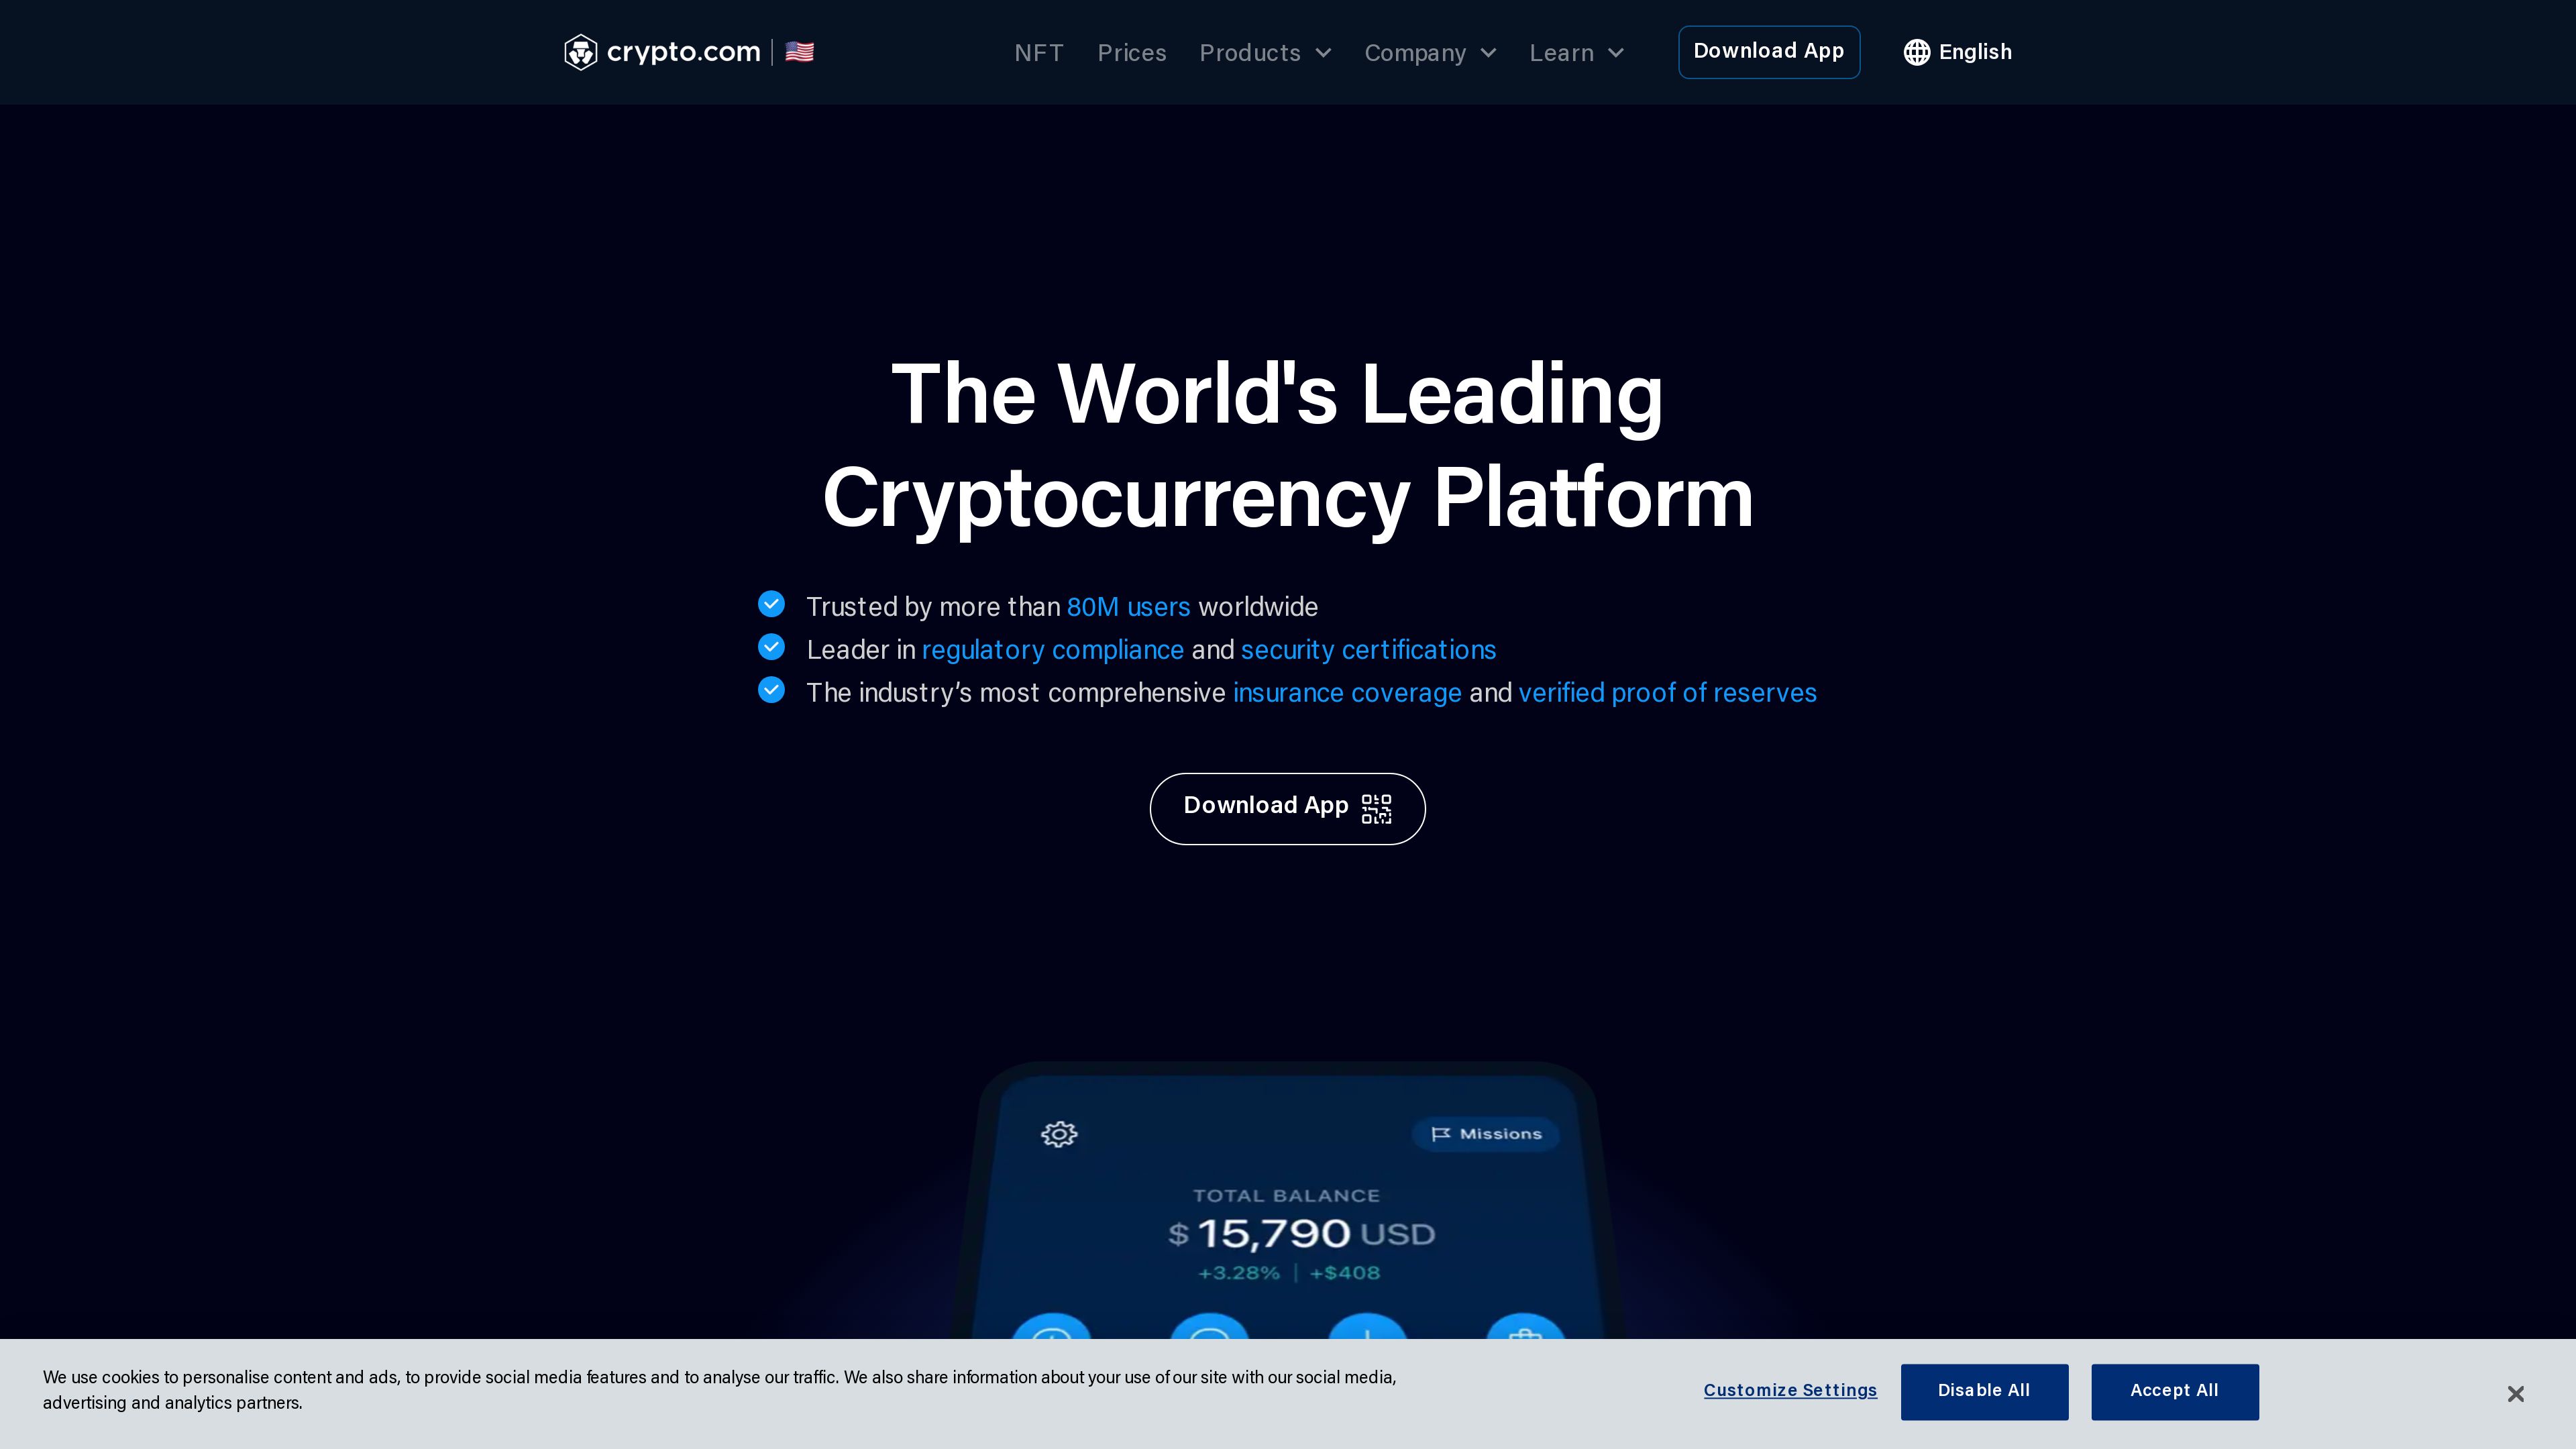 crypto.com
NFT Prices Products Company Learn Download App English
The World's Leading
Cryptocurrency Platform
Trusted by more than 80M users worldwide
Leader in regulatory compliance and security certifications
The industry’s most comprehensive insurance coverage and verified proof of reserves
Download App
Missions
TOTAL BALANCE
$ 15,790 USD
+3.28% | +$408
We use cookies to personalise content and ads, to provide social media features and to analyse our traffic. We also share information about your use of our site with our social media,
advertising and analytics partners.
Customize Settings Disable All Accept All